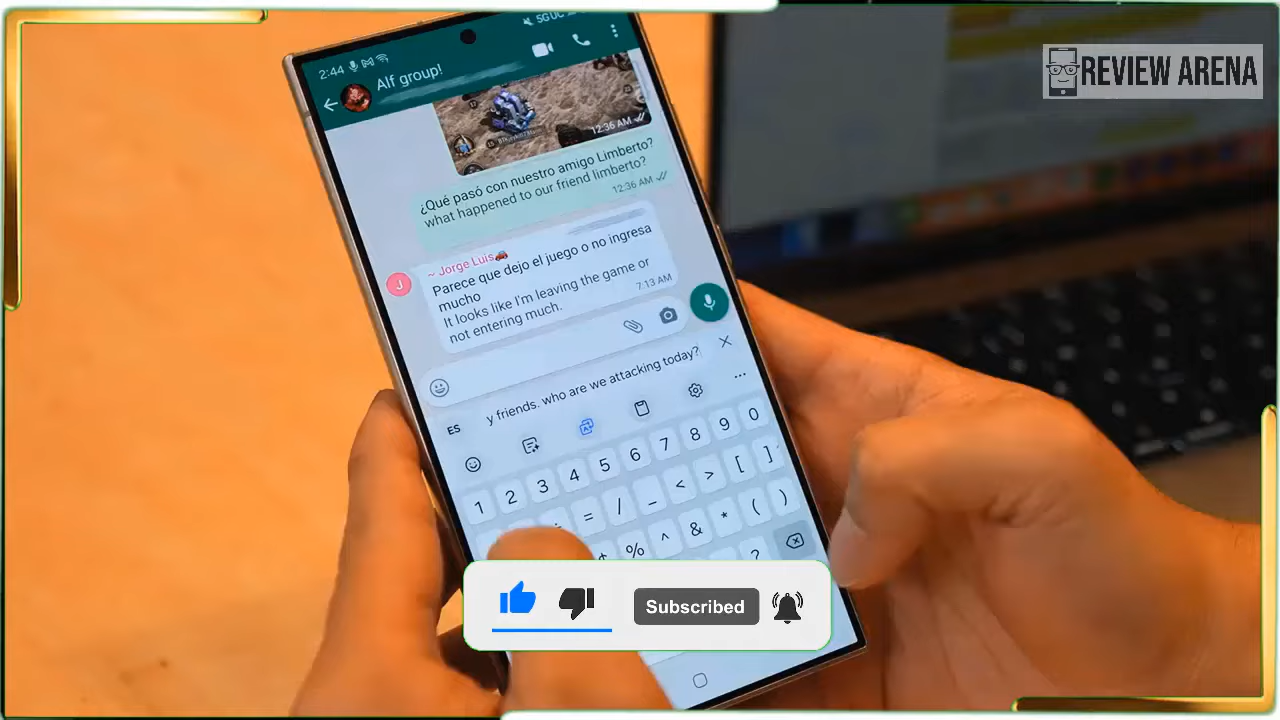 REVIEW ARENA
2:44
5G UC
Alf group!
12:36 AM
¿Qué pasó con nuestro amigo Limberto?
what happened to our friend limberto?
12:36 AM
~ Jorge Luis
J
Parece que dejo el juego o no ingresa
mucho
It looks like I'm leaving the game or
not entering much.
7:13 AM
ES
y friends. who are we attacking today?
1 2 3 4 5 6 7 8 9 0
÷ = / _ < > [ ]
% ^ & * ( )
?
Subscribed